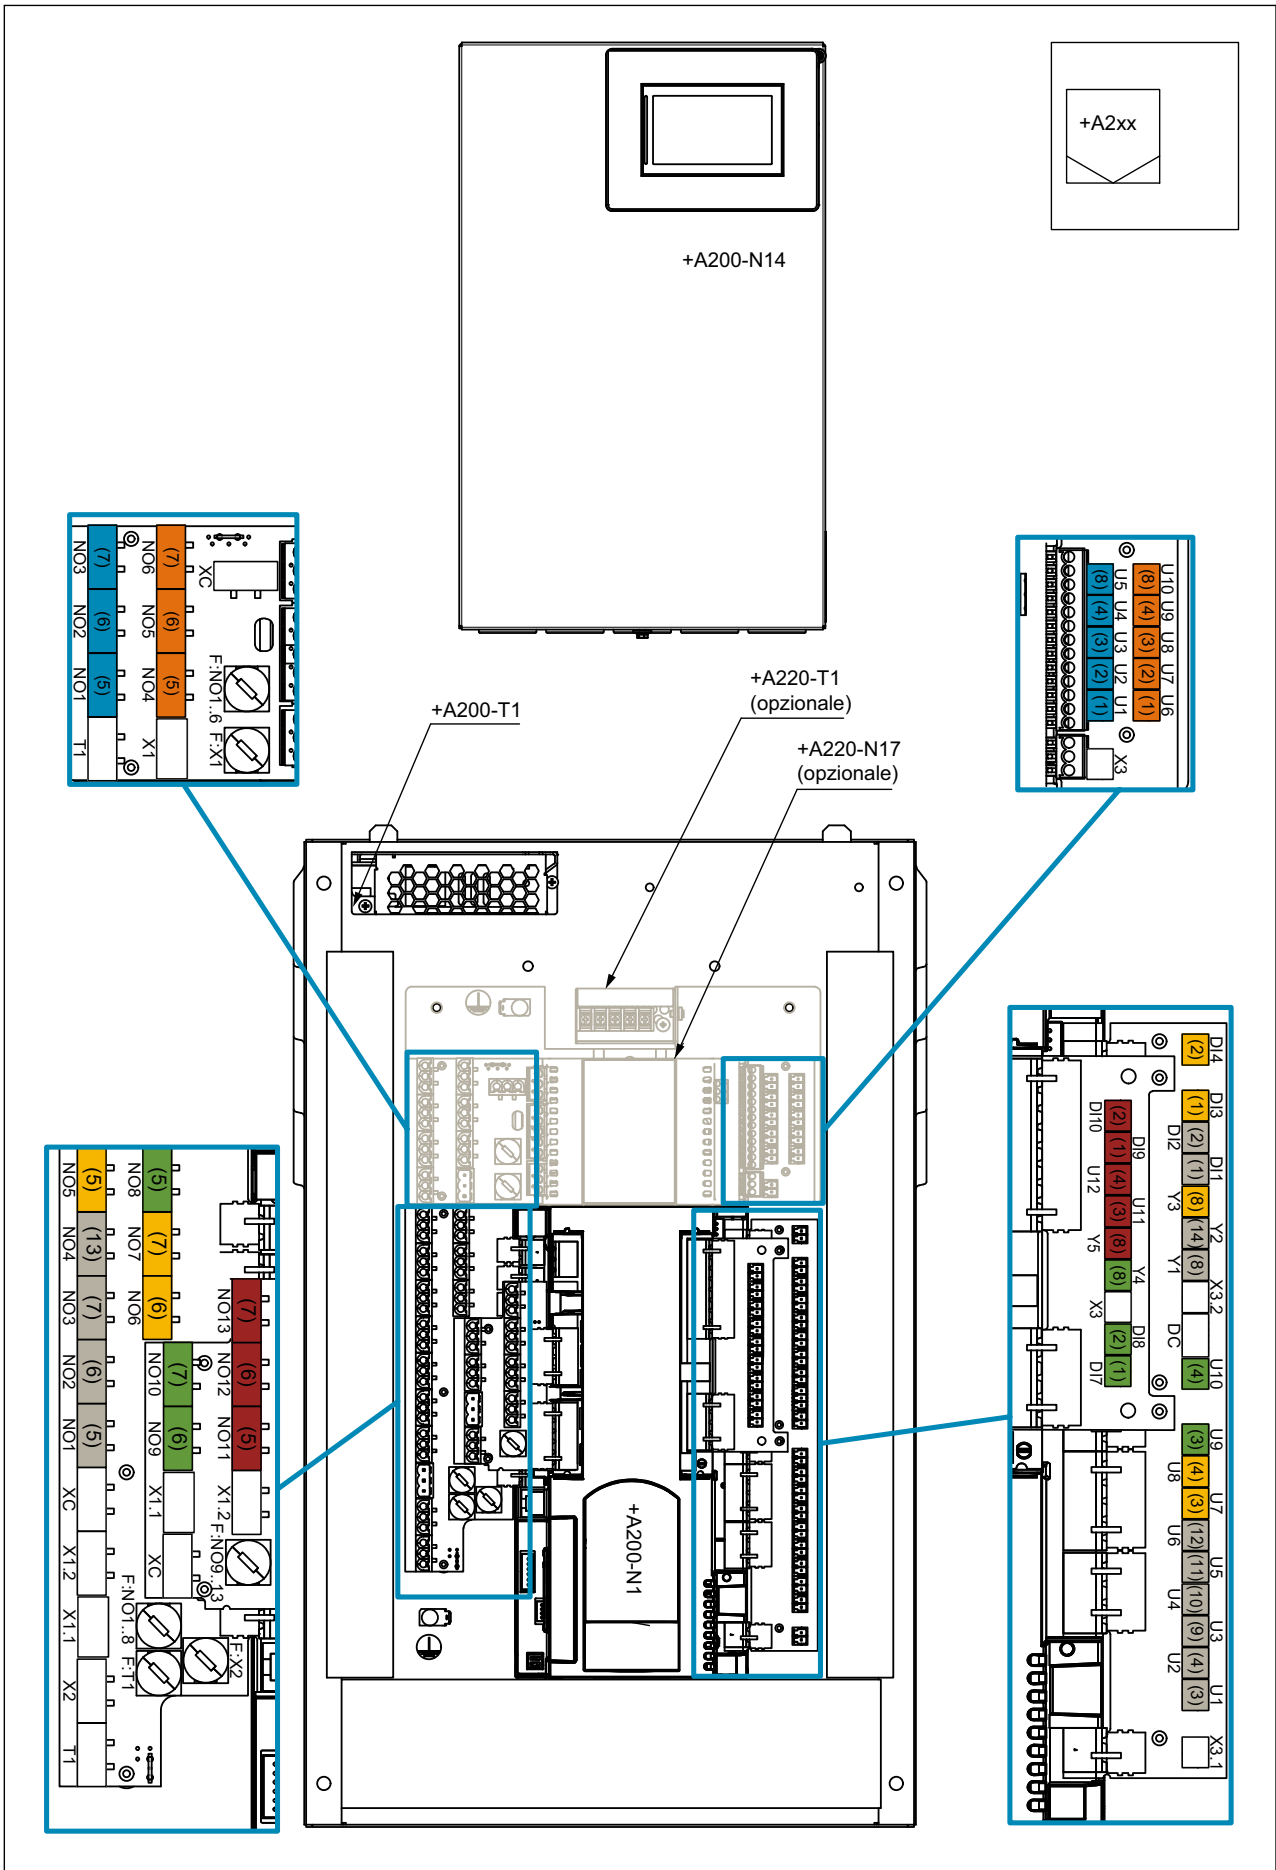 +A2xx
+A200-N14
+A200-T1
+A220-T1
(opzionale)
+A220-N17
(opzionale)
+A200-N1
NO3 (7)
NO2 (6)
NO1 (5)
T1
NO6 (7)
NO5 (6)
NO4 (5)
X1
XC
F:NO1..6
F:X1
U5 (8)
U4 (4)
U3 (3)
U2 (2)
U1 (1)
U10 (8)
U9 (4)
U8 (3)
U7 (2)
U6 (1)
X3
NO5 (5)
NO4 (13)
NO3 (7)
NO2 (6)
NO1 (5)
XC
X1.2
X1.1
X2
T1
NO8 (5)
NO7 (7)
NO6 (6)
NO10 (7)
NO9 (6)
X1.1
XC
NO13 (7)
NO12 (6)
NO11 (5)
X1.2
F:NO9..13
F:NO1..8
F:T1
F:X2
DI10 (2)
DI9 (1)
U12 (4)
U11 (3)
Y5 (8)
Y4 (8)
X3
DI8 (2)
DI7 (1)
DI4 (2)
DI3 (1)
DI2 (2)
DI1 (1)
Y3 (8)
Y2 (14)
Y1 (8)
X3.2
DC
U10 (4)
U9 (3)
U8 (4)
U7 (3)
U6 (12)
U5 (11)
U4 (10)
U3 (9)
U2 (4)
U1 (3)
X3.1